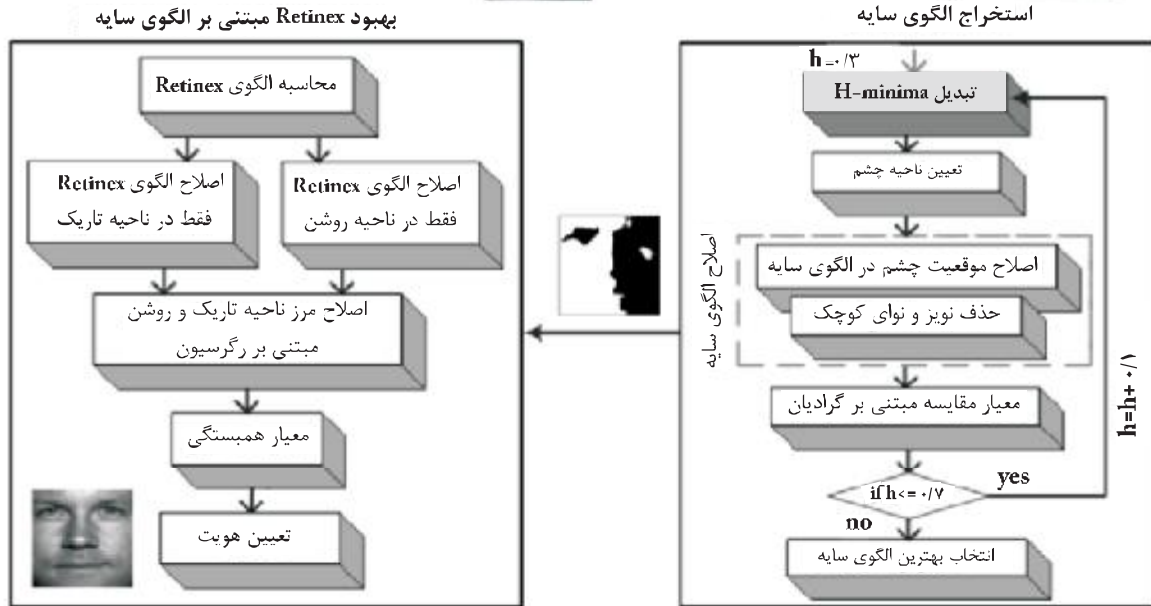 استخراج الگوی سایه
h=۰/۳
تبدیل H-minima
تعیین ناحیه چشم
اصلاح الگوی سایه
اصلاح موقعیت چشم در الگوی سایه
حذف نویز و نوای کوچک
معیار مقایسه مبتنی بر گرادیان
if h<= ۰/۷
yes
h=h+ ۰/۱
no
انتخاب بهترین الگوی سایه
بهبود Retinex مبتنی بر الگوی سایه
محاسبه الگوی Retinex
اصلاح الگوی Retinex
فقط در ناحیه روشن
اصلاح الگوی Retinex
فقط در ناحیه تاریک
اصلاح مرز ناحیه تاریک و روشن
مبتنی بر رگرسیون
معیار همبستگی
تعیین هویت